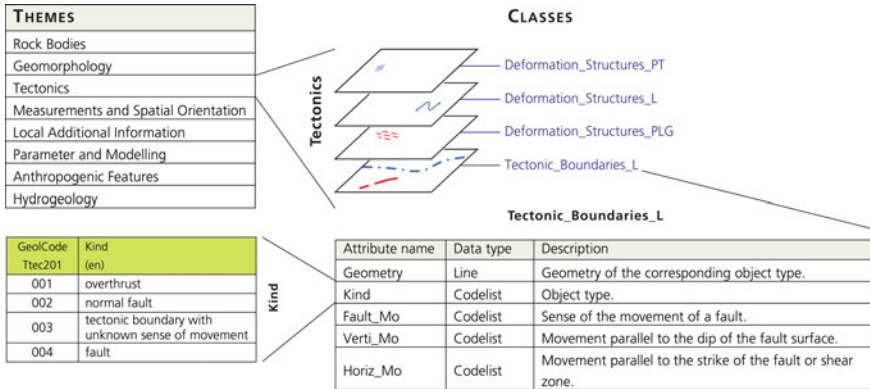 THEMES
Rock Bodies
Geomorphology
Tectonics
Measurements and Spatial Orientation
Local Additional Information
Parameter and Modelling
Anthropogenic Features
Hydrogeology
CLASSES
Tectonics
Deformation_Structures_PT
Deformation_Structures_L
Deformation_Structures_PLG
Tectonic_Boundaries_L
GeolCode Kind
Ttec201 (en)
001 overthrust
002 normal fault
003 tectonic boundary with
unknown sense of movement
004 fault
Kind
Tectonic_Boundaries_L
Attribute name Data type Description
Geometry Line Geometry of the corresponding object type.
Kind Codelist Object type.
Fault_Mo Codelist Sense of the movement of a fault.
Verti_Mo Codelist Movement parallel to the dip of the fault surface.
Horiz_Mo Codelist Movement parallel to the strike of the fault or shear
zone.